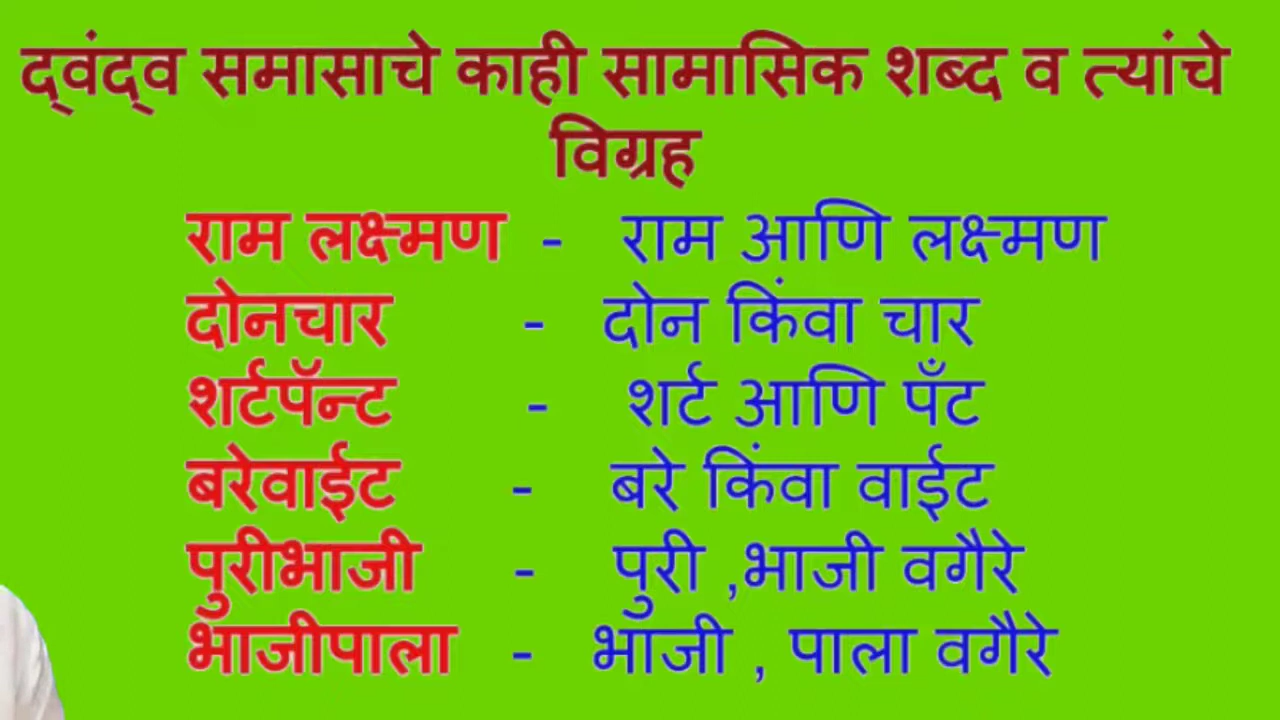 द्वंद्व समासाचे काही सामासिक शब्द व त्यांचे
विग्रह
राम लक्ष्मण - राम आणि लक्ष्मण
दोनचार - दोन किंवा चार
शर्टपॅन्ट - शर्ट आणि पँट
बरेवाईट - बरे किंवा वाईट
पुरीभाजी - पुरी ,भाजी वगैरे
भाजीपाला - भाजी , पाला वगैरे